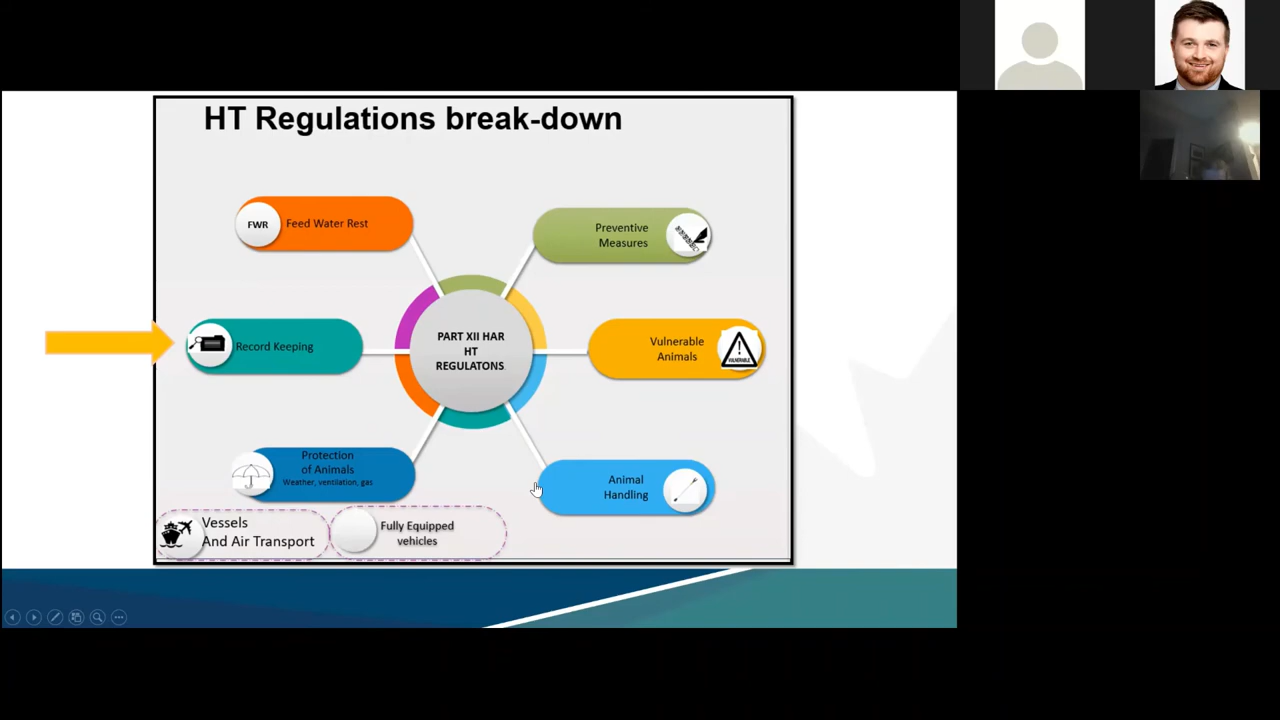 HT Regulations break-down
FWR
Feed Water Rest
Preventive
Measures
Record Keeping
PART XII HAR
HT
REGULATONS
Vulnerable
Animals
VULNERABLE
Protection
of Animals
Weather, ventilation, gas
Animal
Handling
Vessels
And Air Transport
Fully Equipped
vehicles